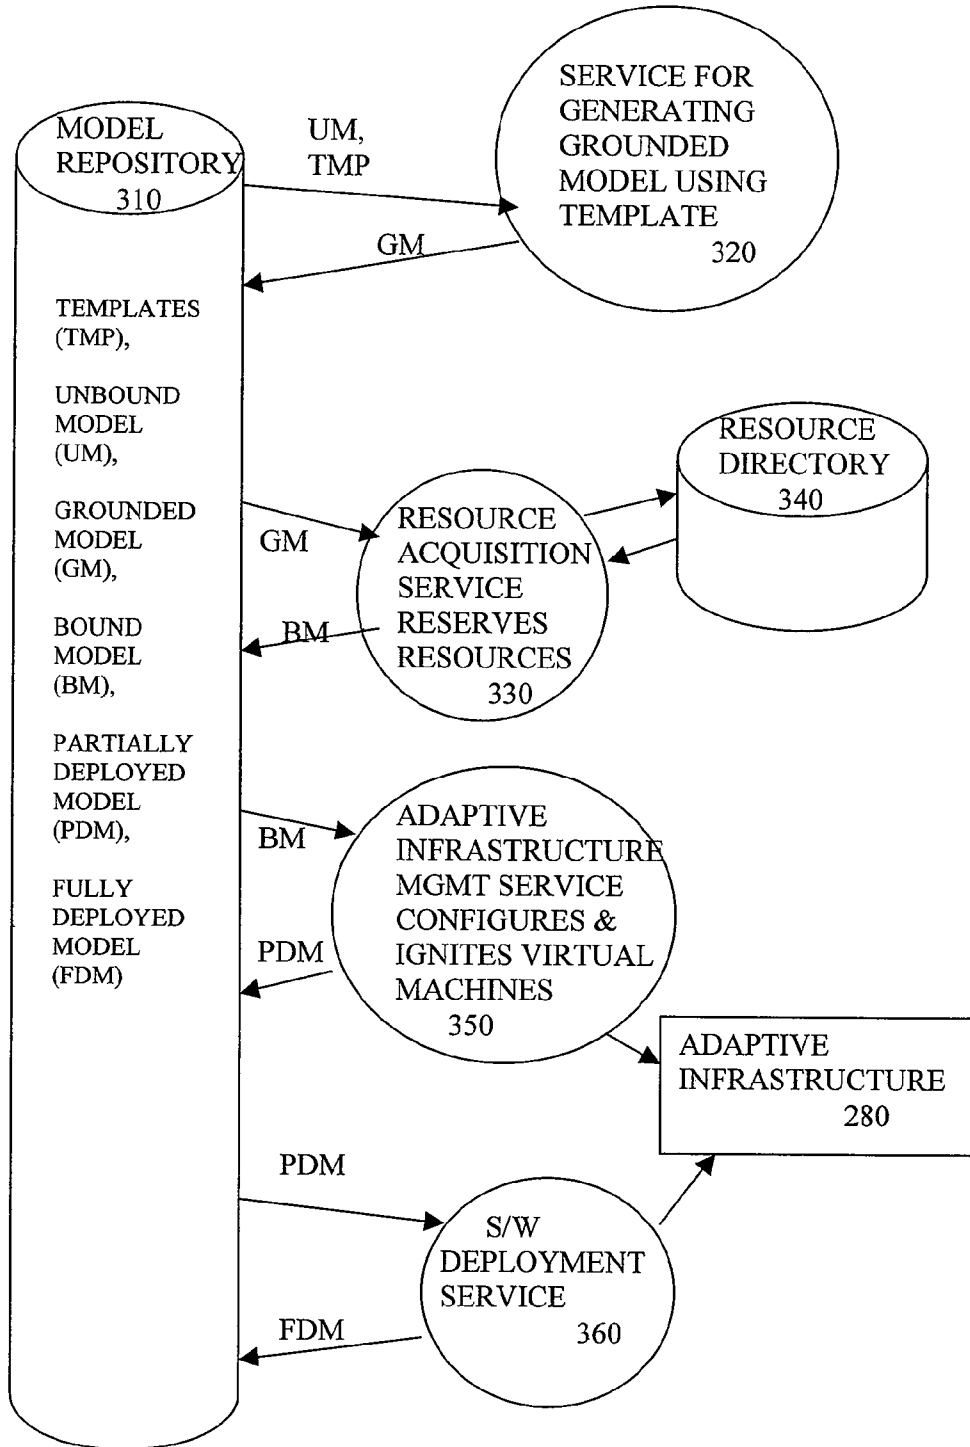 MODEL
REPOSITORY
310
TEMPLATES
(TMP),
UNBOUND
MODEL
(UM),
GROUNDED
MODEL
(GM),
BOUND
MODEL
(BM),
PARTIALLY
DEPLOYED
MODEL
(PDM),
FULLY
DEPLOYED
MODEL
(FDM)
UM,
TMP
GM
SERVICE FOR
GENERATING
GROUNDED
MODEL USING
TEMPLATE
320
GM
BM
RESOURCE
ACQUISITION
SERVICE
RESERVES
RESOURCES
330
RESOURCE
DIRECTORY
340
BM
PDM
ADAPTIVE
INFRASTRUCTURE
MGMT SERVICE
CONFIGURES &
IGNITES VIRTUAL
MACHINES
350
ADAPTIVE
INFRASTRUCTURE
280
PDM
FDM
S/W
DEPLOYMENT
SERVICE
360